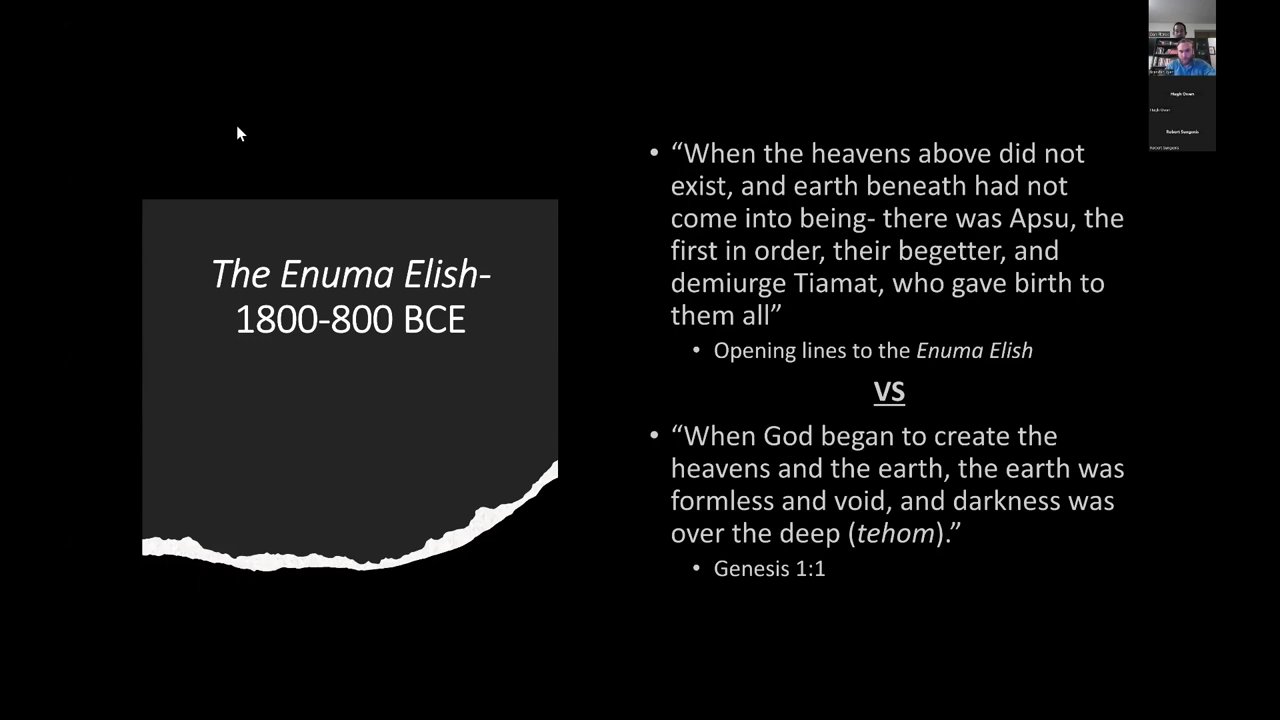 The Enuma Elish-
1800-800 BCE
• “When the heavens above did not
exist, and earth beneath had not
come into being- there was Apsu, the
first in order, their begetter, and
demiurge Tiamat, who gave birth to
them all”
• Opening lines to the Enuma Elish
VS
• “When God began to create the
heavens and the earth, the earth was
formless and void, and darkness was
over the deep (tehom).”
• Genesis 1:1
Hugh Owen
Hugh Owen
Robert Sungenis
Robert Sungenis